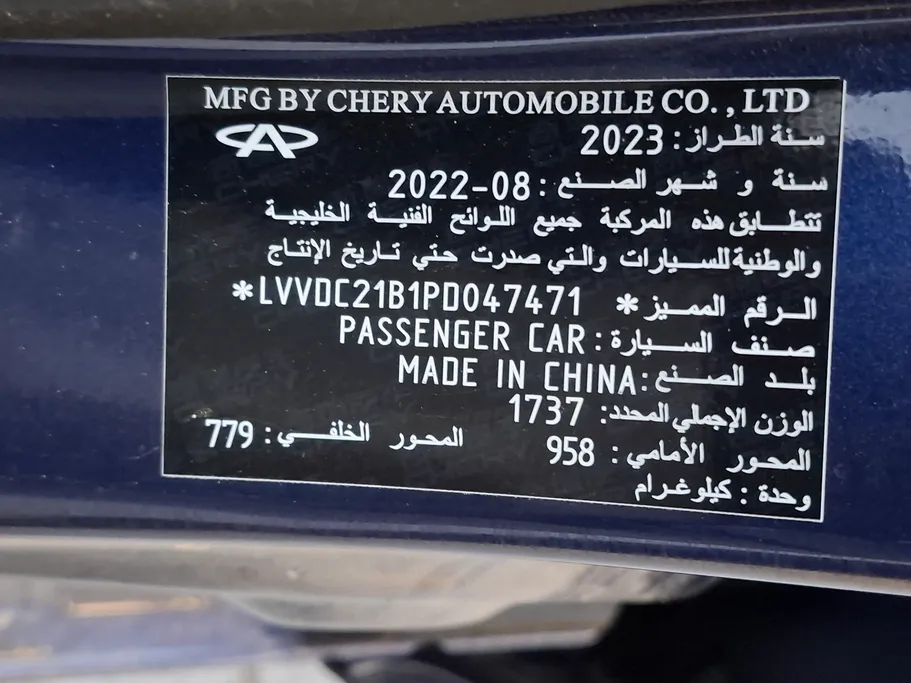 MFG BY CHERY AUTOMOBILE CO. , LTD
سنة الطراز: 2023
سنة و شهر الصنع: 2022-08
تتطابق هذه المركبة جميع اللوائح الفنية الخليجية
والوطنية للسيارات والتي صدرت حتي تاريخ الإنتاج
الرقم المميز: *LVVDC21B1PD047471*
صنف السيارة: PASSENGER CAR
بلد الصنع: MADE IN CHINA
الوزن الإجمالي المحدد: 1737
المحور الأمامي: 958 المحور الخلفي: 779
وحدة: كيلوغرام